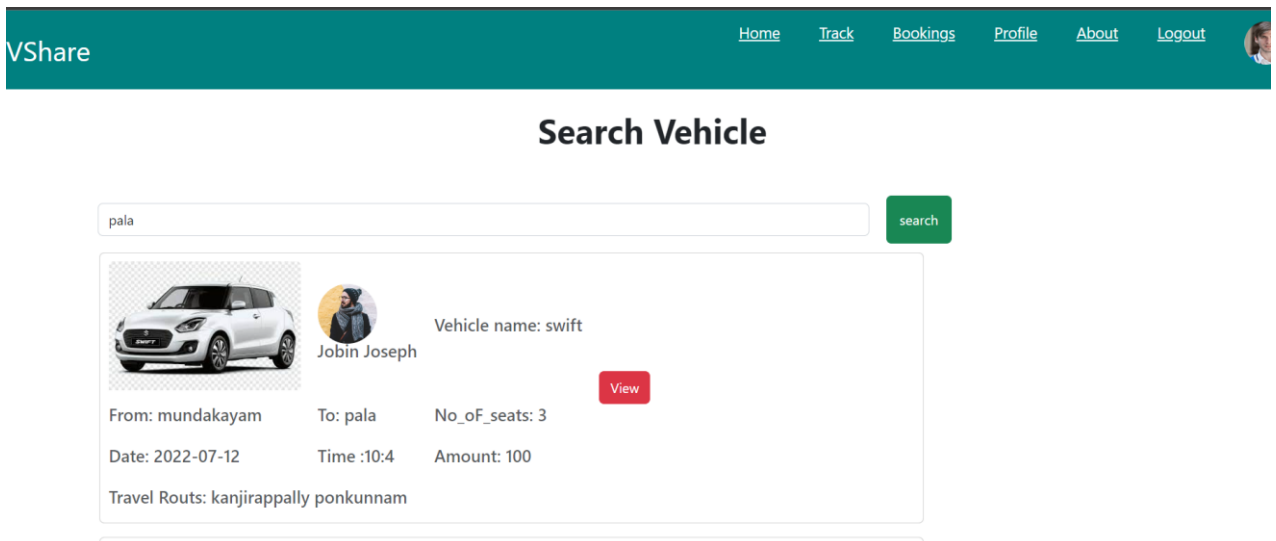 VShare
Home Track Bookings Profile About Logout
Search Vehicle
pala
search
SWIFT
Jobin Joseph
Vehicle name: swift
View
From: mundakayam To: pala No_oF_seats: 3
Date: 2022-07-12 Time :10:4 Amount: 100
Travel Routs: kanjirappally ponkunnam